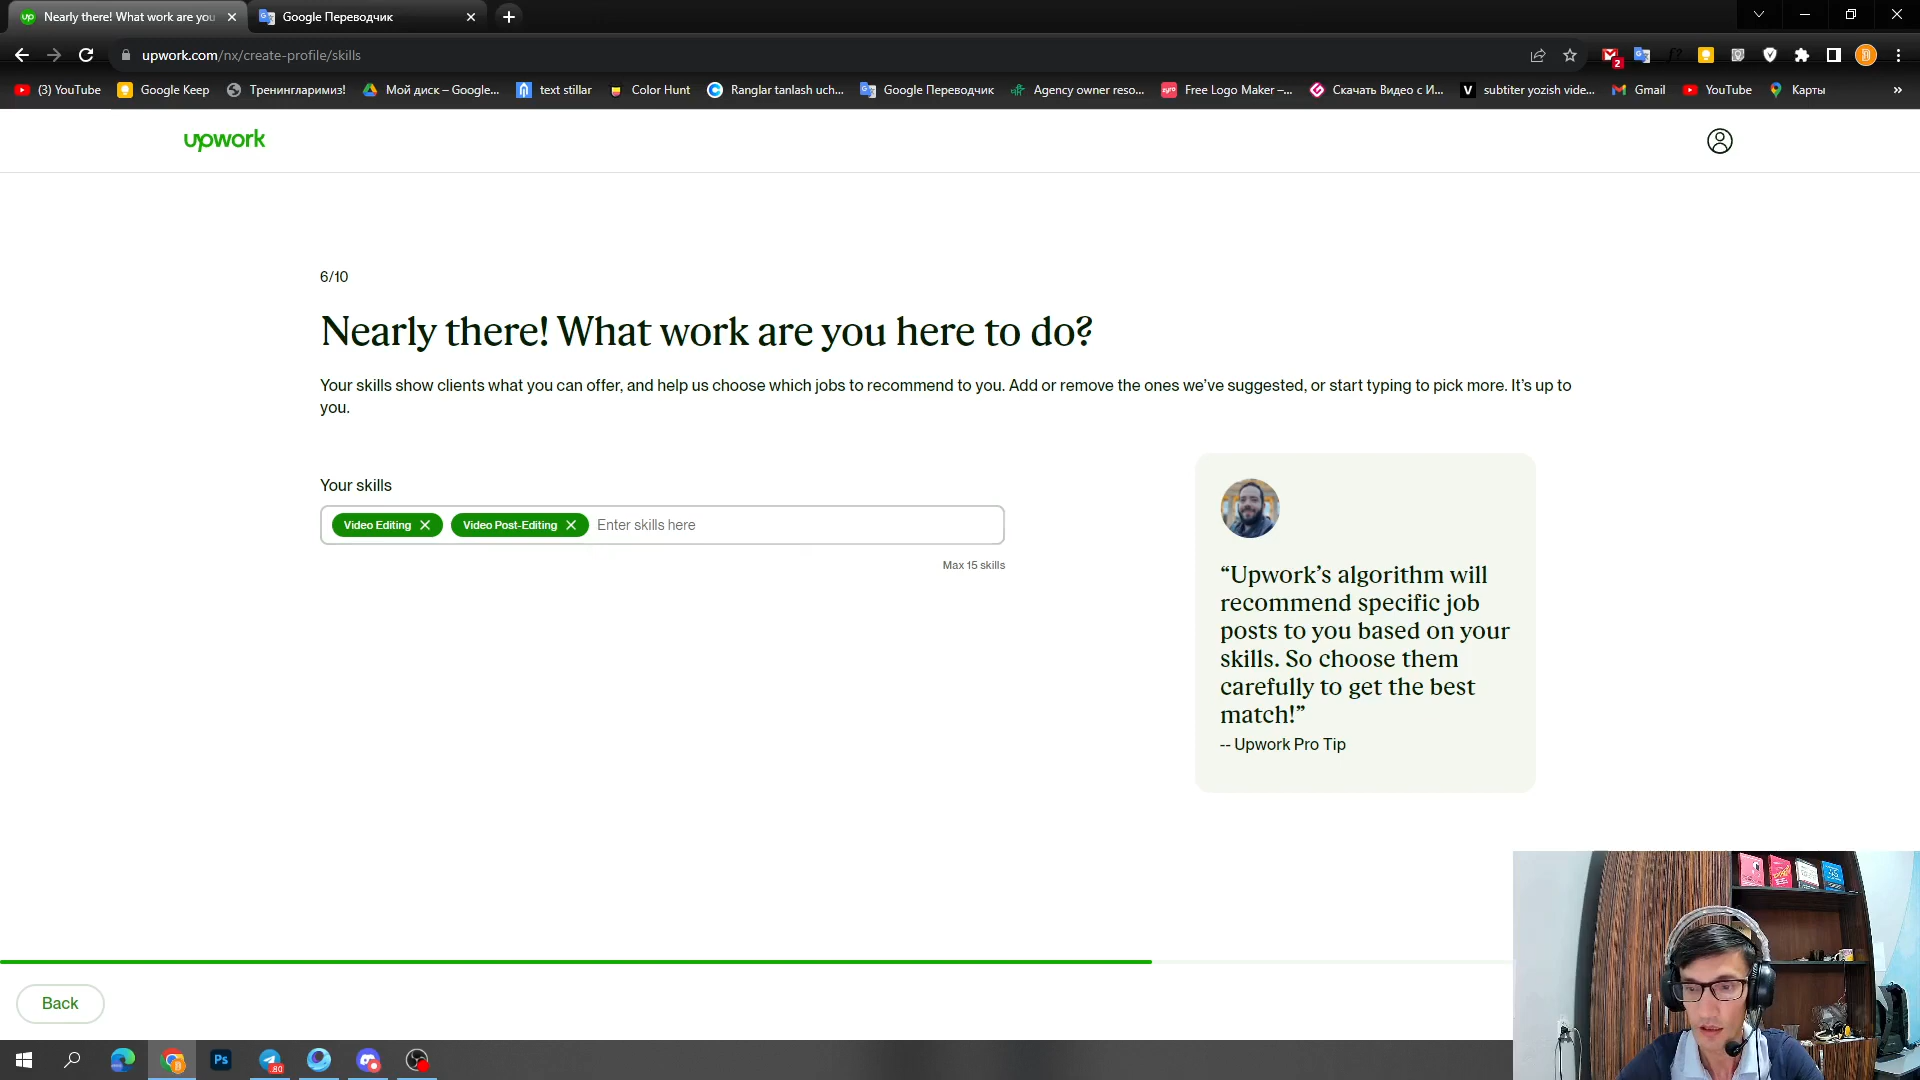 Nearly there! What work are you
Google Переводчик
upwork.com/nx/create-profile/skills
2
(3) YouTube
Google Keep
Тренингларимиз!
Мой диск – Google...
text stillar
Color Hunt
Ranglar tanlash uch...
Google Переводчик
Agency owner reso...
Free Logo Maker –...
Скачать Видео с И...
subtiter yozish vide...
Gmail
YouTube
Карты
»
upwork
6/10
Nearly there! What work are you here to do?
Your skills show clients what you can offer, and help us choose which jobs to recommend to you. Add or remove the ones we’ve suggested, or start typing to pick more. It’s up to
you.
Your skills
Video Editing
Video Post-Editing
Enter skills here
Max 15 skills
“Upwork’s algorithm will
recommend specific job
posts to you based on your
skills. So choose them
carefully to get the best
match!”
-- Upwork Pro Tip
Back
Ps
80